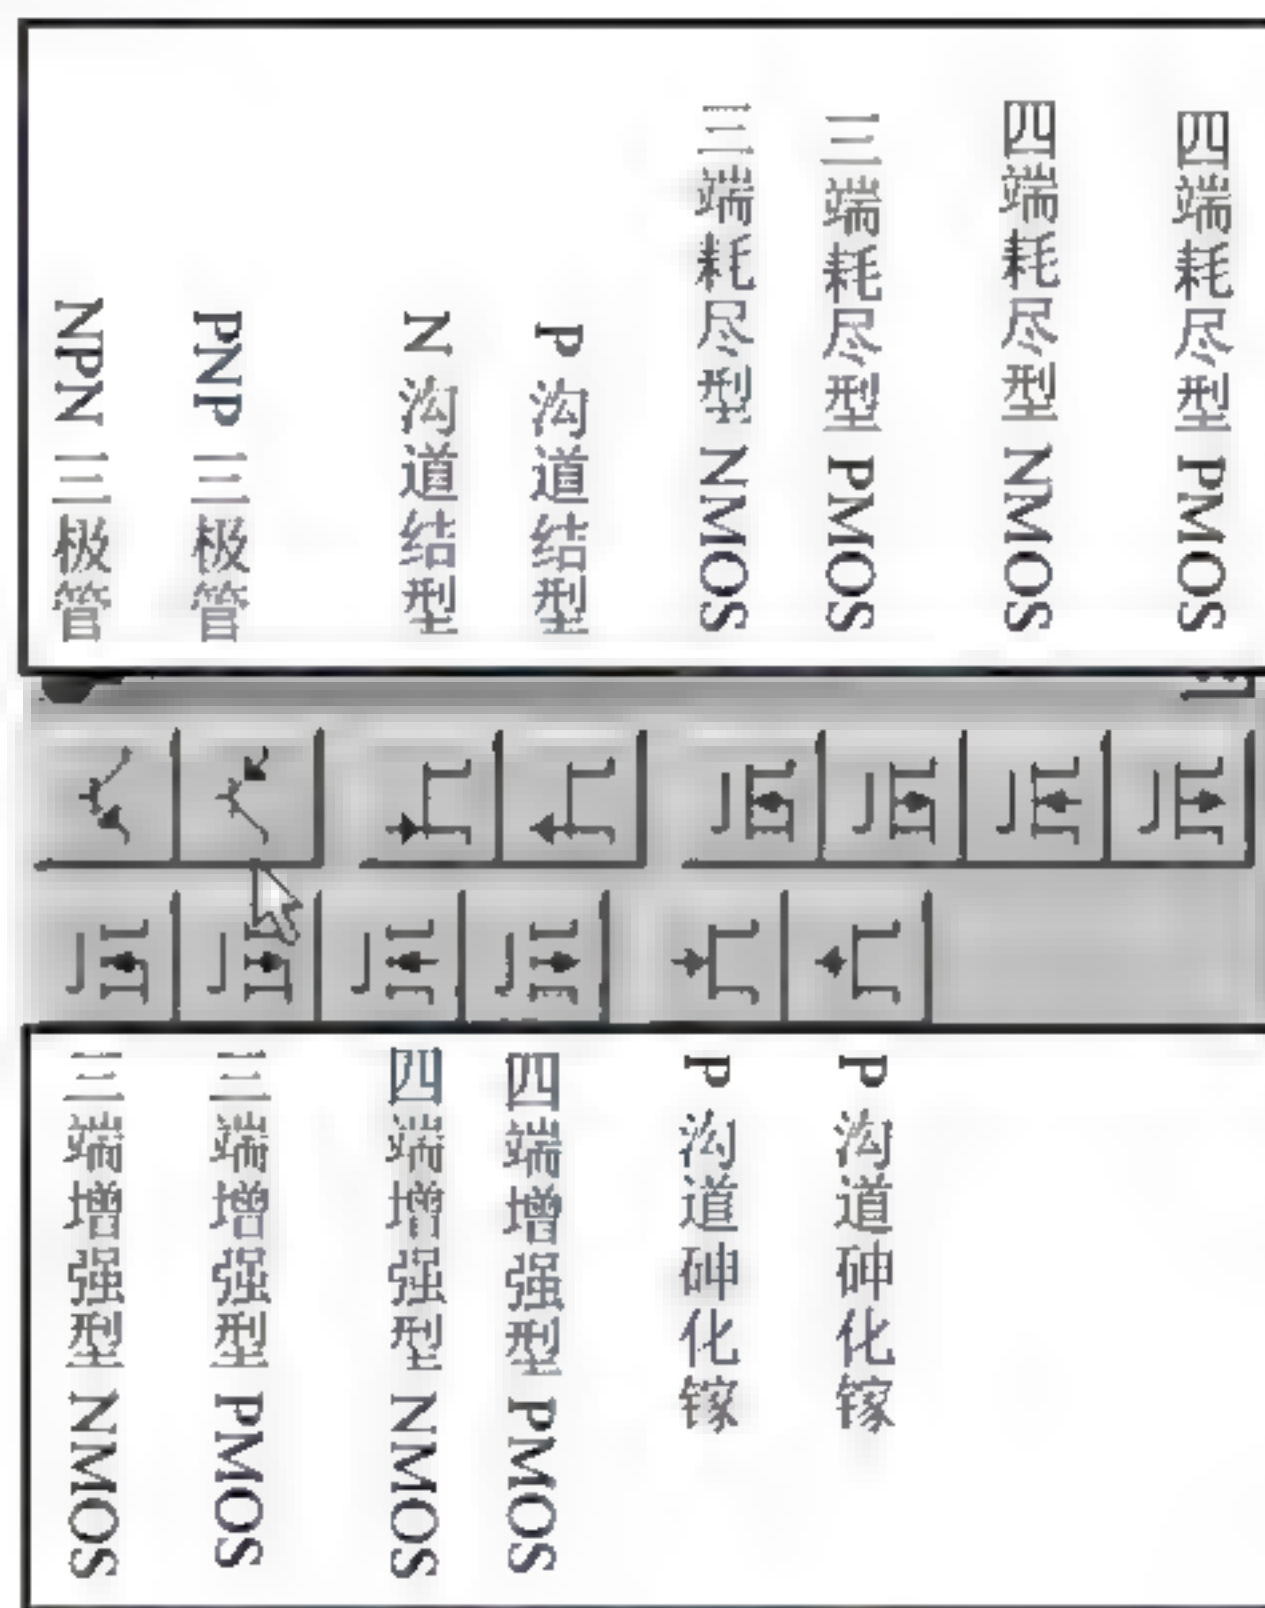 NPN 三极管
PNP 三极管
N 沟道结型
P 沟道结型
三端耗尽型 NMOS
三端耗尽型 PMOS
四端耗尽型 NMOS
四端耗尽型 PMOS
三端增强型 NMOS
三端增强型 PMOS
四端增强型 NMOS
四端增强型 PMOS
P 沟道砷化镓
P 沟道砷化镓